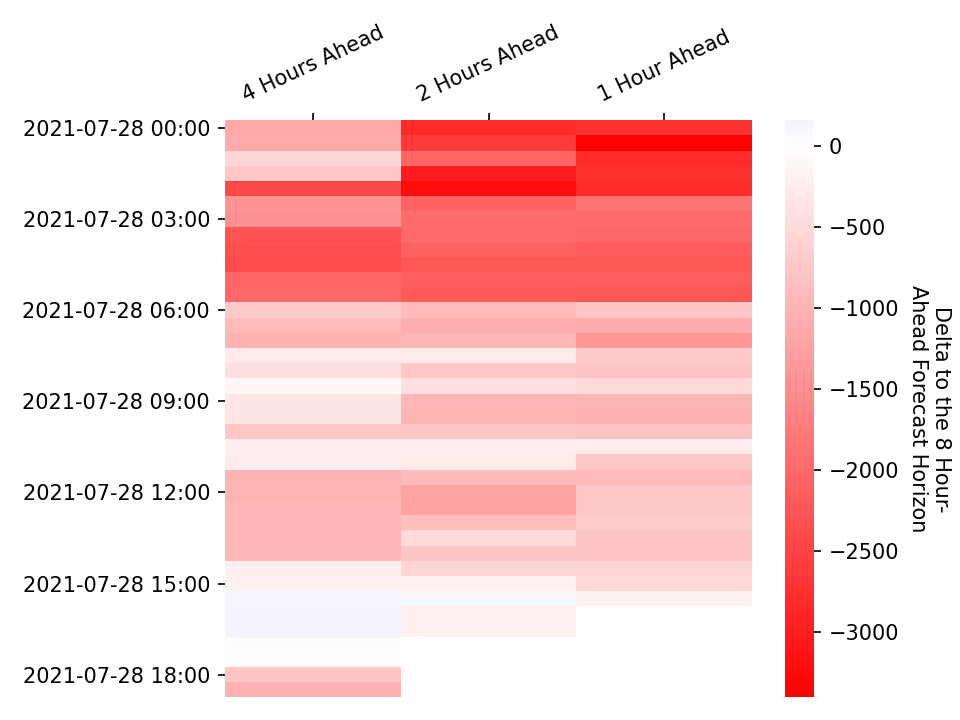 4 Hours Ahead
2 Hours Ahead
1 Hour Ahead
2021-07-28 00:00
2021-07-28 03:00
2021-07-28 06:00
2021-07-28 09:00
2021-07-28 12:00
2021-07-28 15:00
2021-07-28 18:00
0
−500
−1000
−1500
−2000
−2500
−3000
Delta to the 8 Hour-
Ahead Forecast Horizon